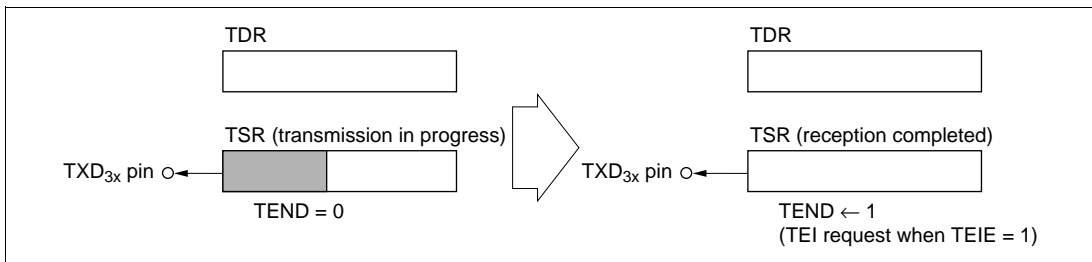 TDR
TSR (transmission in progress)
TXD3x pin
TEND = 0
TDR
TSR (reception completed)
TXD3x pin
TEND ← 1
(TEI request when TEIE = 1)